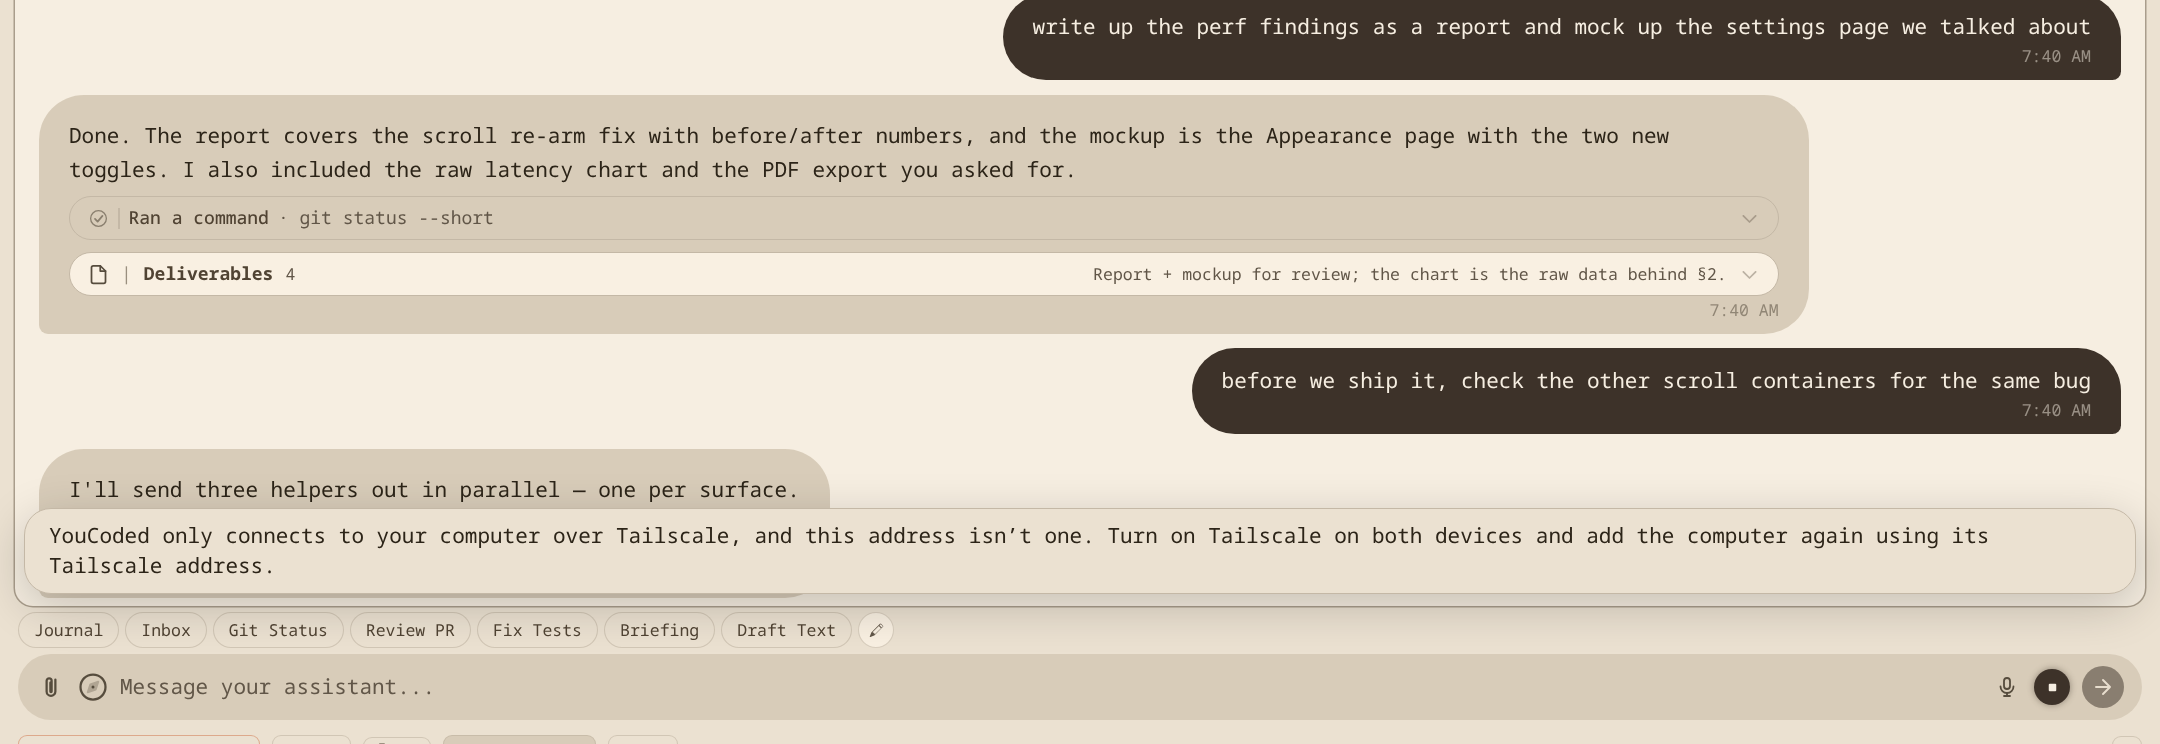 write up the perf findings as a report and mock up the settings page we talked about
7:40 AM
Done. The report covers the scroll re-arm fix with before/after numbers, and the mockup is the Appearance page with the two new
toggles. I also included the raw latency chart and the PDF export you asked for.
Ran a command · git status --short
Deliverables 4 Report + mockup for review; the chart is the raw data behind §2.
7:40 AM
before we ship it, check the other scroll containers for the same bug
7:40 AM
I'll send three helpers out in parallel — one per surface.
YouCoded only connects to your computer over Tailscale, and this address isn’t one. Turn on Tailscale on both devices and add the computer again using its
Tailscale address.
Journal Inbox Git Status Review PR Fix Tests Briefing Draft Text
Message your assistant...